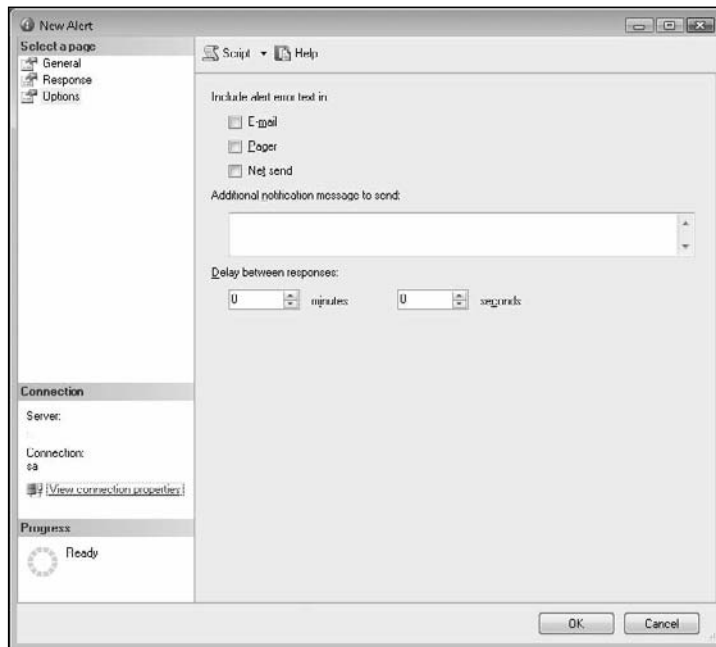 New Alert
Select a page
General
Response
Options
Script
Help
Include alert error text in
E-mail
Pager
Net send
Additional notification message to send:
Delay between responses:
0 minutes 0 seconds
Connection
Server:
Connection:
sa
View connection properties
Progress
Ready
OK
Cancel